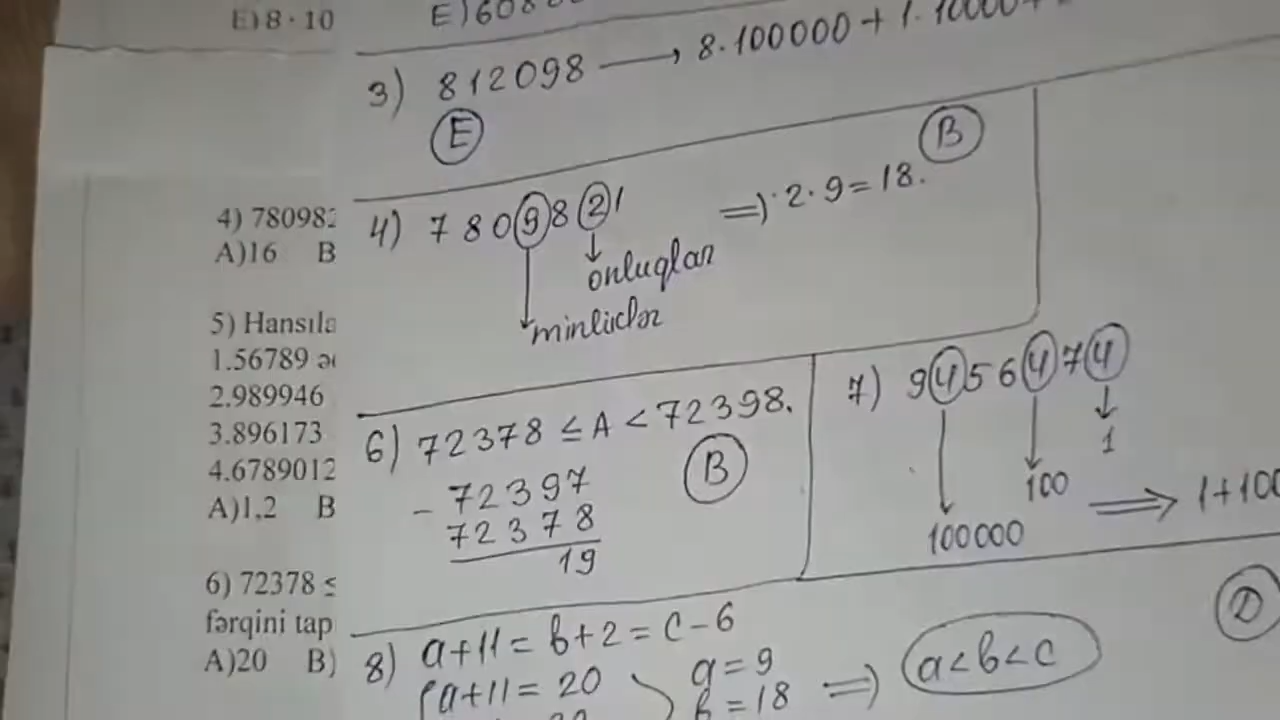 E) 8 · 10
E) 608
3) 812098 → 8·100000 + 1·10000+
E
4) 780982
A)16 B
4) 7809821 ⇒ 2·9=18.
B
onluqlar
minliklər
5) Hansıla
1.56789
2.989946
3.896173
4.6789012
A)1,2 B
6) 72378 ≤ A < 72398.
− 72397
72378
19
B
7) 9456474
1
100
100000
⇒ 1+100
6) 72378 ≤
fərqini tap
A)20 B)
8) a+11 = b+2 = c-6
a+11 = 20
a = 9
b = 18 ⇒ a<b<c
D